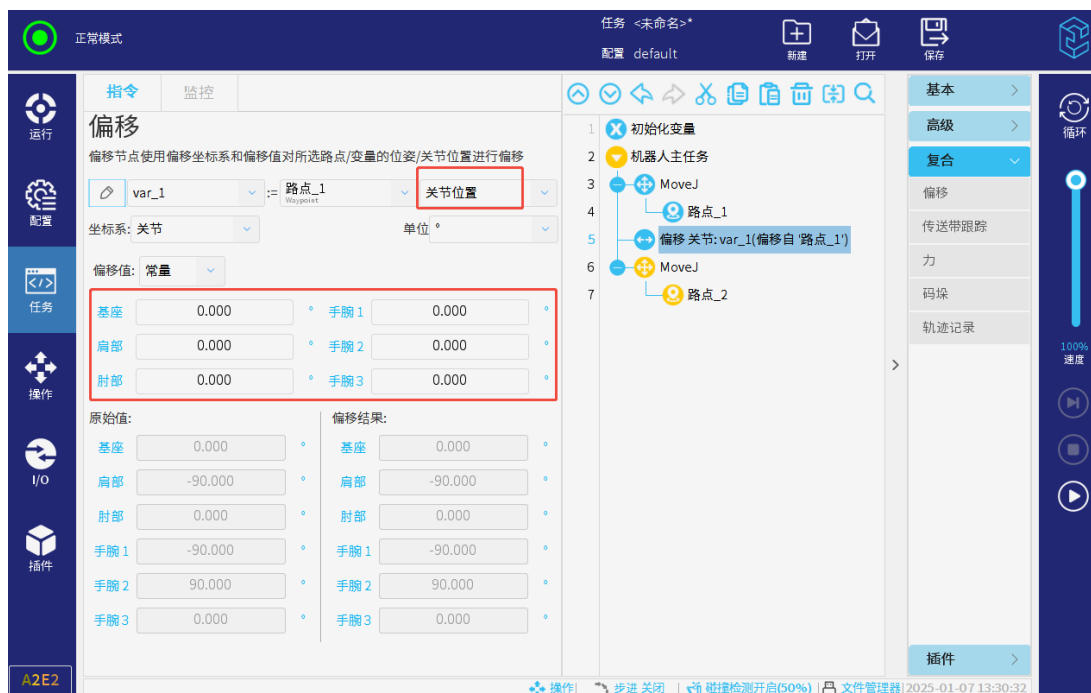 正常模式
任务 <未命名>*
配置 default
新建
打开
保存
运行
配置
任务
操作
I/O
插件
A2E2
指令 监控
偏移
偏移节点使用偏移坐标系和偏移值对所选路点/变量的位姿/关节位置进行偏移
var_1 := 路点_1 关节位置
Waypoint
坐标系: 关节 单位 °
偏移值: 常量
基座 0.000 ° 手腕 1 0.000 °
肩部 0.000 ° 手腕 2 0.000 °
肘部 0.000 ° 手腕 3 0.000 °
原始值: 偏移结果:
基座 0.000 ° 基座 0.000 °
肩部 -90.000 ° 肩部 -90.000 °
肘部 0.000 ° 肘部 0.000 °
手腕 1 -90.000 ° 手腕 1 -90.000 °
手腕 2 90.000 ° 手腕 2 90.000 °
手腕 3 0.000 ° 手腕 3 0.000 °
1 初始化变量
2 机器人主任务
3 MoveJ
4 路点_1
5 偏移 关节: var_1(偏移自 '路点_1')
6 MoveJ
7 路点_2
基本
高级
复合
偏移
传送带跟踪
力
码垛
轨迹记录
插件
循环
100%
速度
操作| 步进 关闭 | 碰撞检测开启(50%) | 文件管理器|2025-01-07 13:30:32